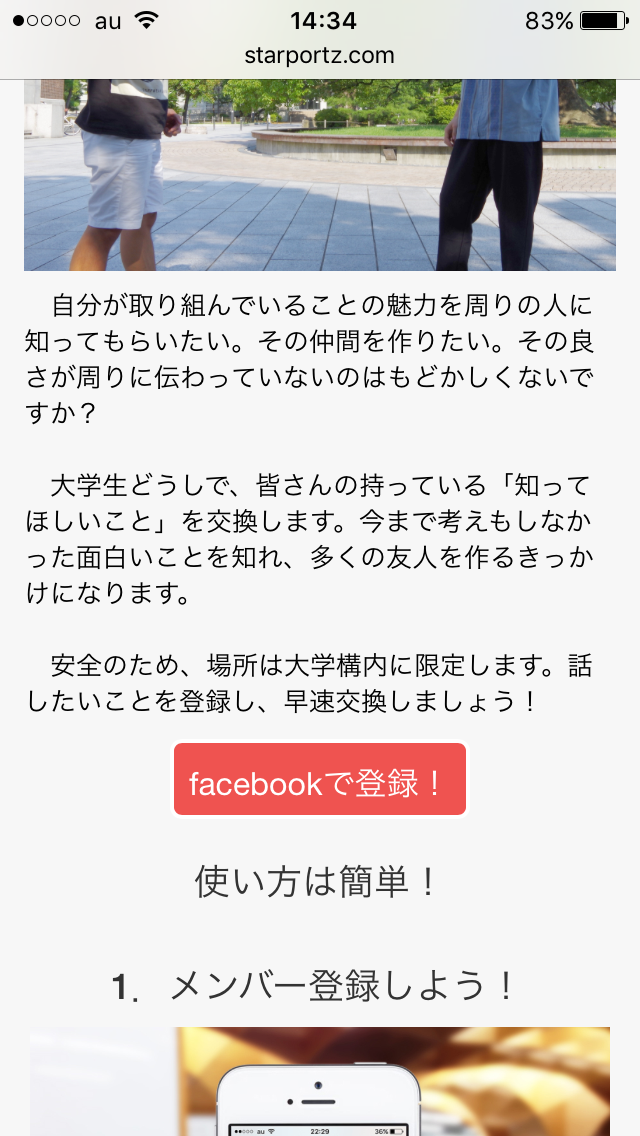 au 14:34 83%
starportz.com
自分が取り組んでいることの魅力を周りの人に
知ってもらいたい。その仲間を作りたい。その良
さが周りに伝わっていないのはもどかしくないで
すか？
大学生どうしで、皆さんの持っている「知って
ほしいこと」を交換します。今まで考えもしなか
った面白いことを知れ、多くの友人を作るきっか
けになります。
安全のため、場所は大学構内に限定します。話
したいことを登録し、早速交換しましょう！
facebookで登録！
使い方は簡単！
1. メンバー登録しよう！
au 22:29 36%